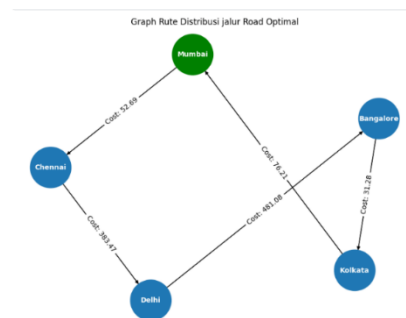 Graph Rute Distribusi jalur Road Optimal
Mumbai
Cost: 52.69
Bangalore
Cost: 76.21
Chennai
Cost: 31.28
Cost: 481.08
Cost: 383.47
Kolkata
Delhi